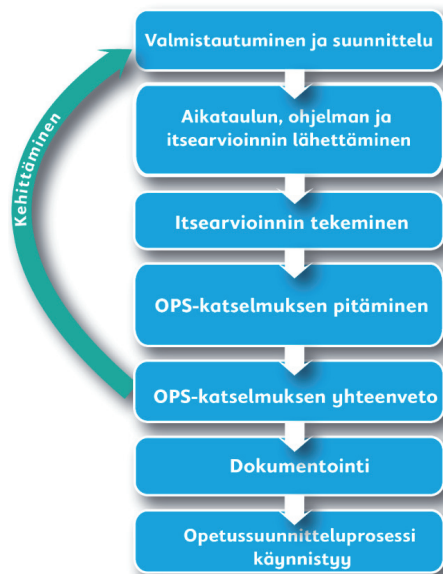 Valmistautuminen ja suunnittelu
Aikataulun, ohjelman ja
itsearvioinnin lähettäminen
Itsearvioinnin tekeminen
OPS-katselmuksen pitäminen
OPS-katselmuksen yhteenveto
Dokumentointi
Opetussuunnitteluprosessi
käynnistyy
Kehittäminen